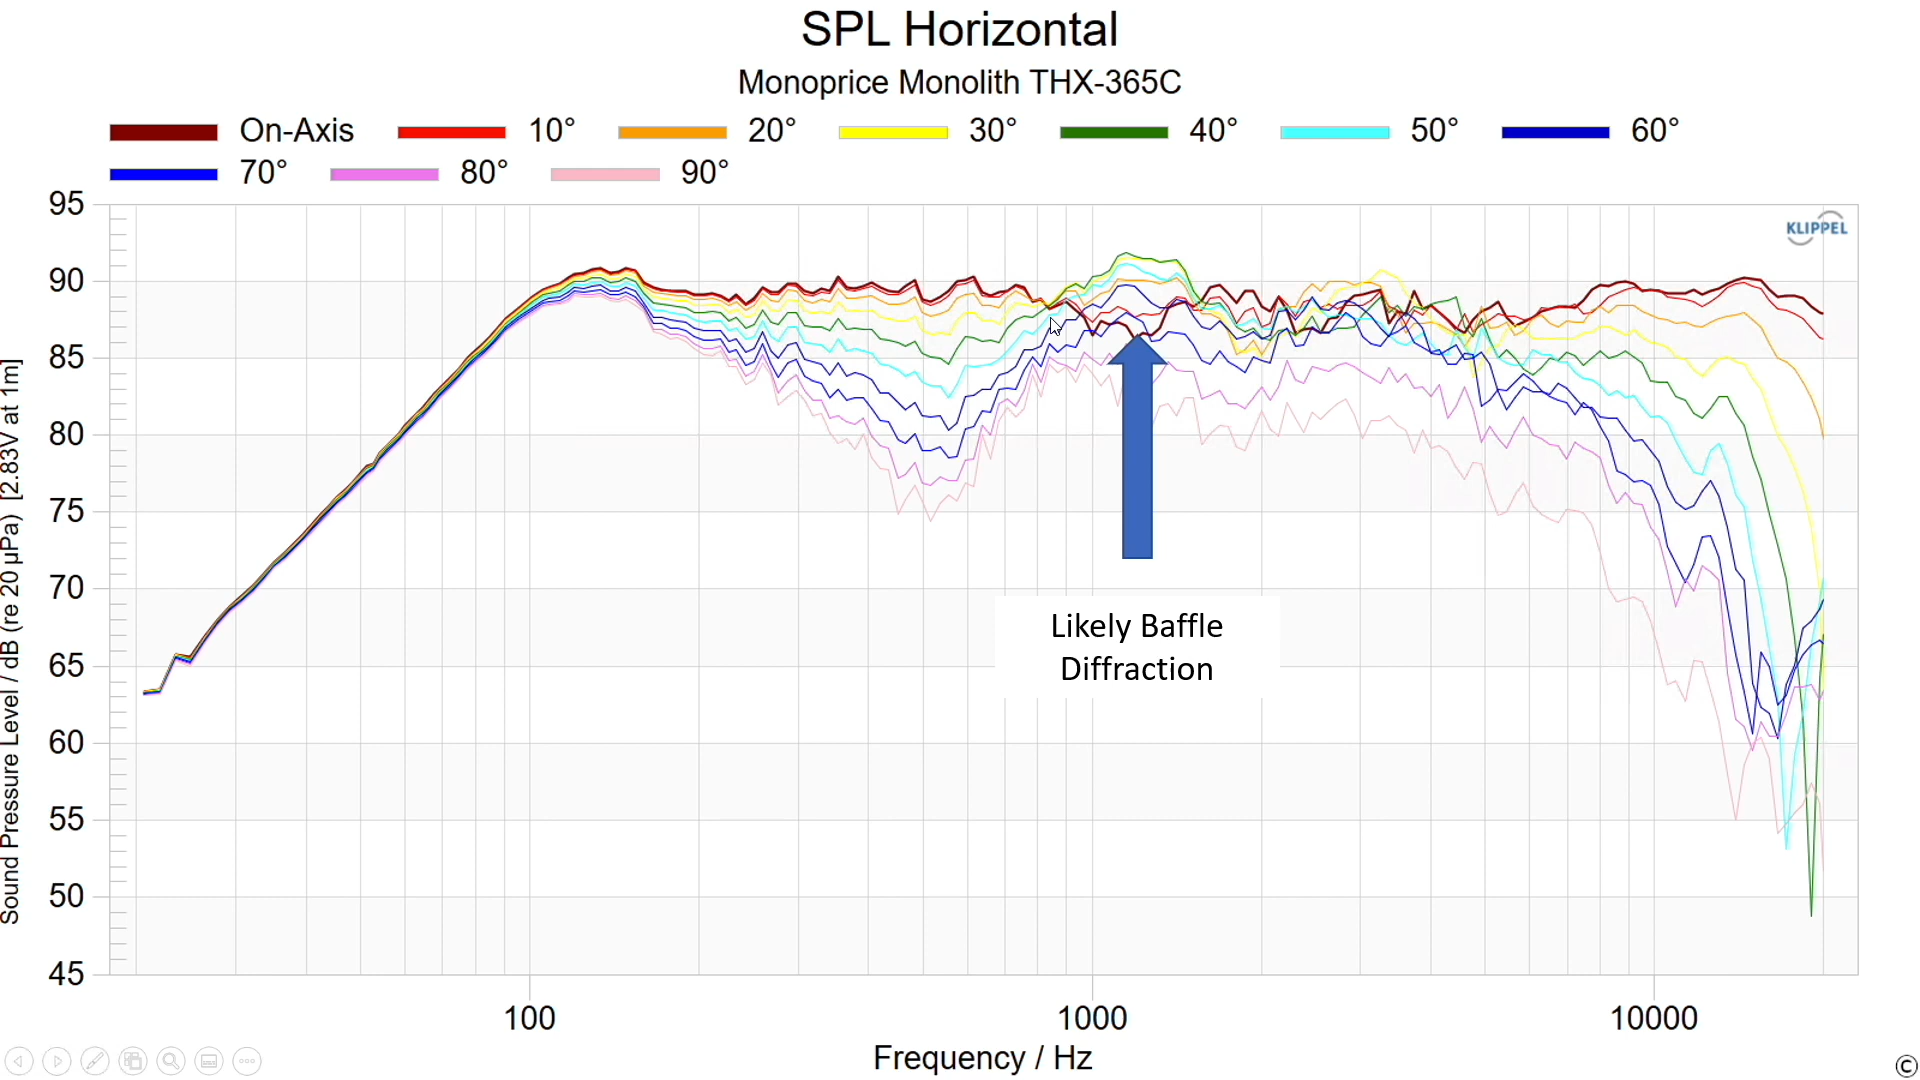 SPL Horizontal
Monoprice Monolith THX-365C
On-Axis 10° 20° 30° 40° 50° 60°
70° 80° 90°
KLIPPEL
95
90
85
80
75
70
65
60
55
50
45
Sound Pressure Level / dB (re 20 µPa) [2.83V at 1m]
Likely Baffle
Diffraction
100 1000 10000
Frequency / Hz
©